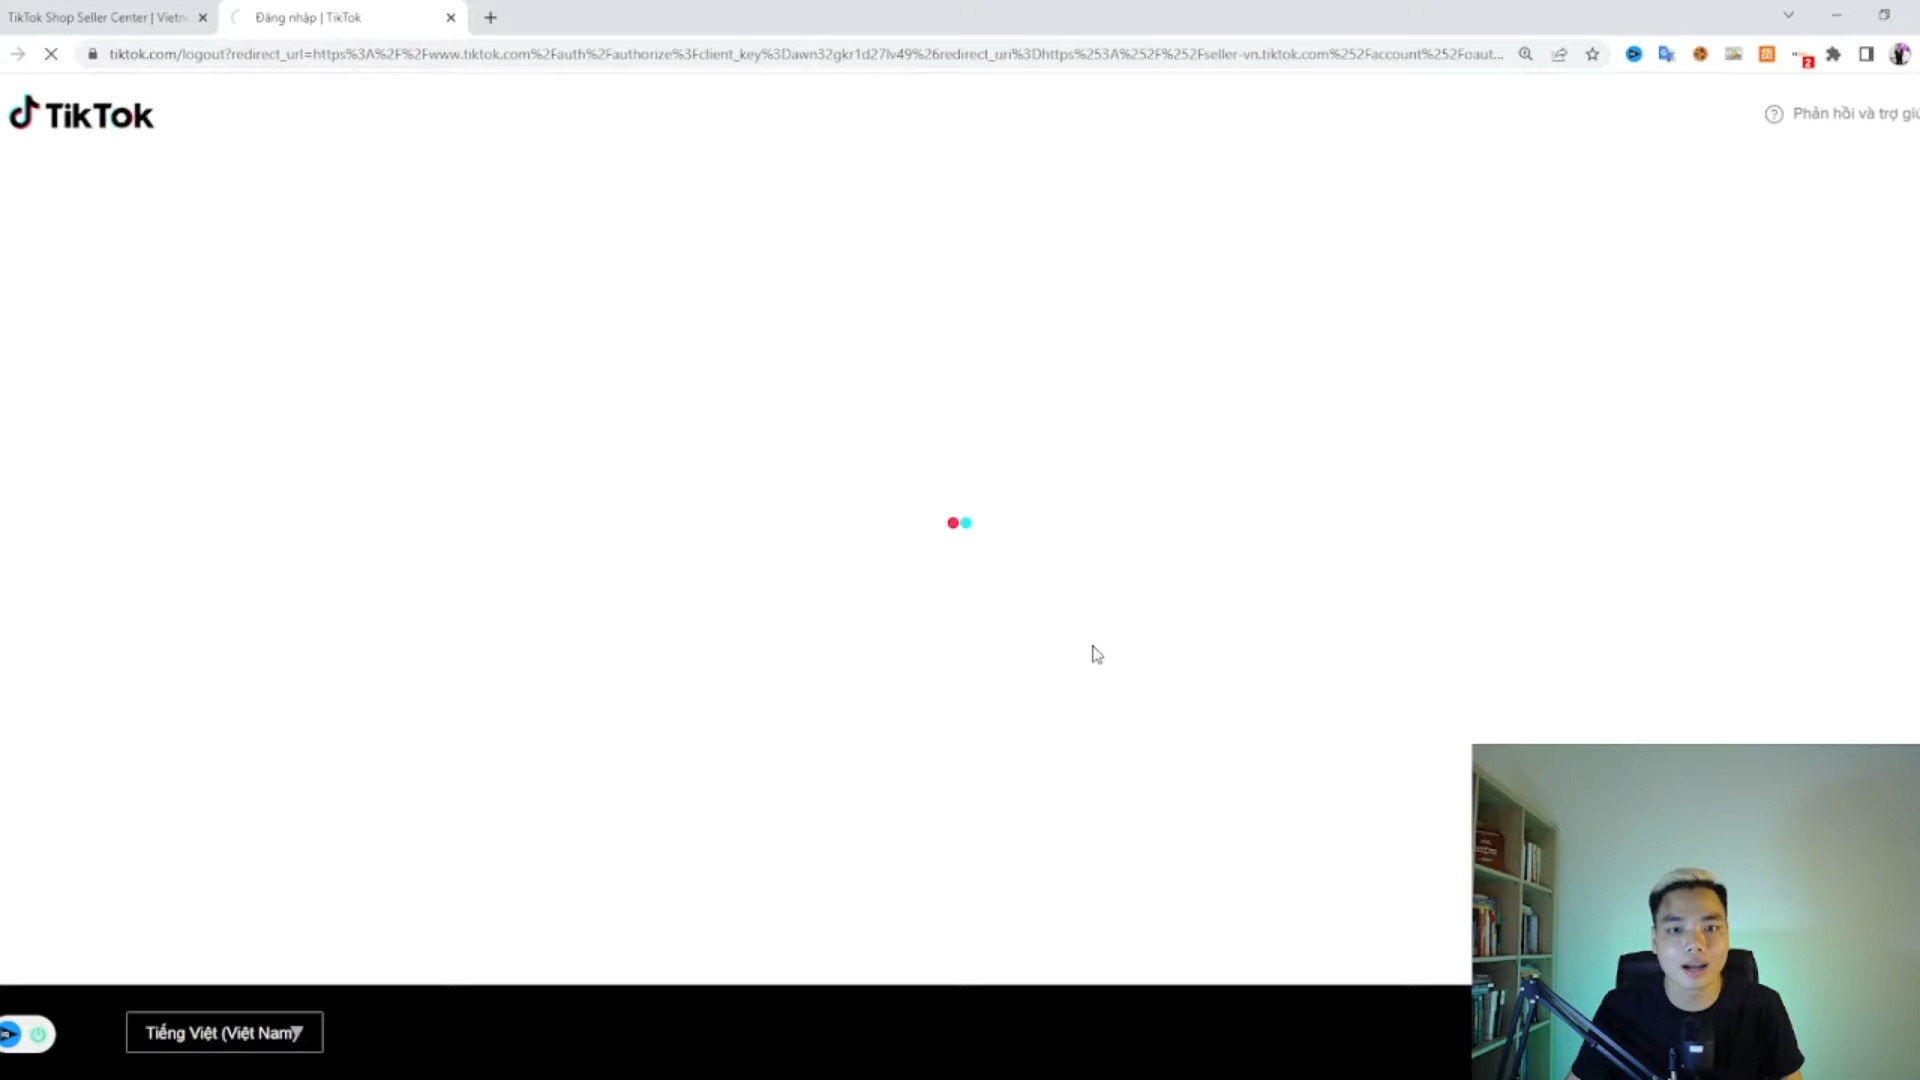 TikTok Shop Seller Center | Vietn
Đăng nhập | TikTok
tiktok.com/logout?redirect_url=https%3A%2F%2Fwww.tiktok.com%2Fauth%2Fauthorize%3Fclient_key%3Dawn32gkr1d27lv49%26redirect_uri%3Dhttps%253A%252F%252Fseller-vn.tiktok.com%252Faccount%252Foaut...
2
TikTok
Phản hồi và trợ giú
Tiếng Việt (Việt Nam)